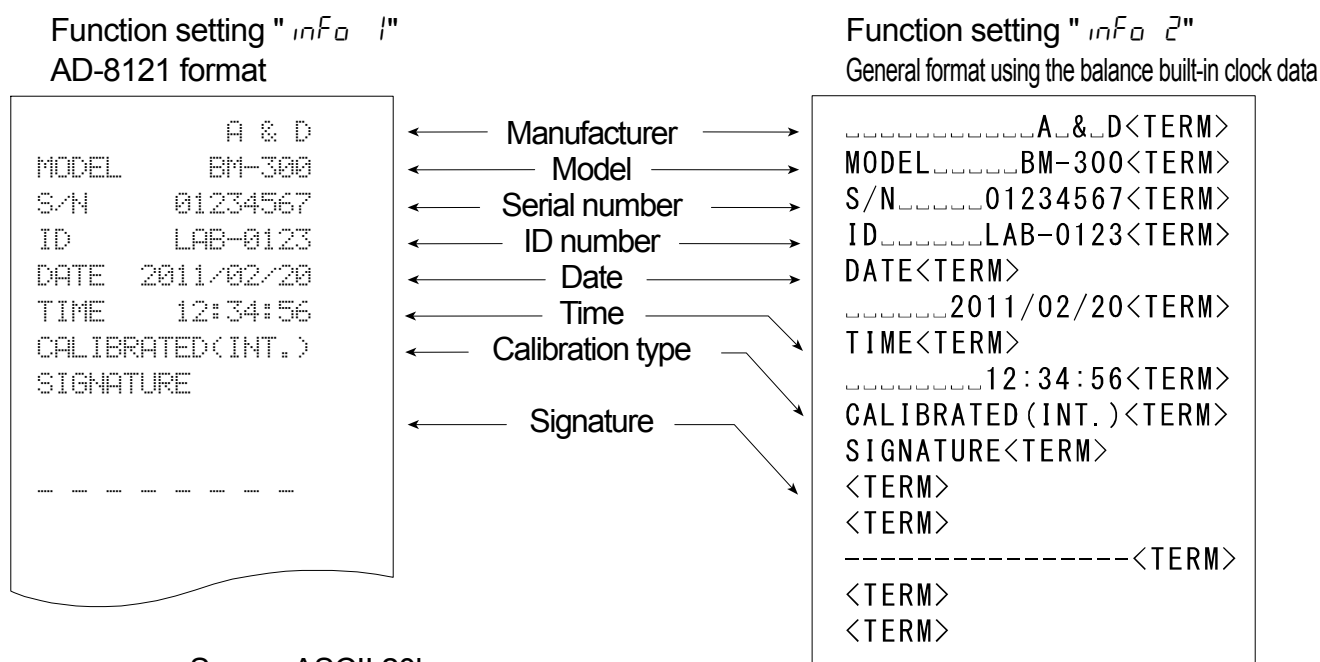 Function setting "info 1"
AD-8121 format
A & D
MODEL BM-300
S/N 01234567
ID LAB-0123
DATE 2011/02/20
TIME 12:34:56
CALIBRATED(INT.)
SIGNATURE
_ _ _ _ _ _ _ _
Manufacturer
Model
Serial number
ID number
Date
Time
Calibration type
Signature
Function setting "info 2"
General format using the balance built-in clock data
␣␣␣␣␣␣␣␣␣␣␣A␣&␣D<TERM>
MODEL␣␣␣␣␣BM-300<TERM>
S/N␣␣␣␣␣01234567<TERM>
ID␣␣␣␣␣␣LAB-0123<TERM>
DATE<TERM>
␣␣␣␣␣␣2011/02/20<TERM>
TIME<TERM>
␣␣␣␣␣␣␣␣12:34:56<TERM>
CALIBRATED(INT.)<TERM>
SIGNATURE<TERM>
<TERM>
<TERM>
----------------<TERM>
<TERM>
<TERM>